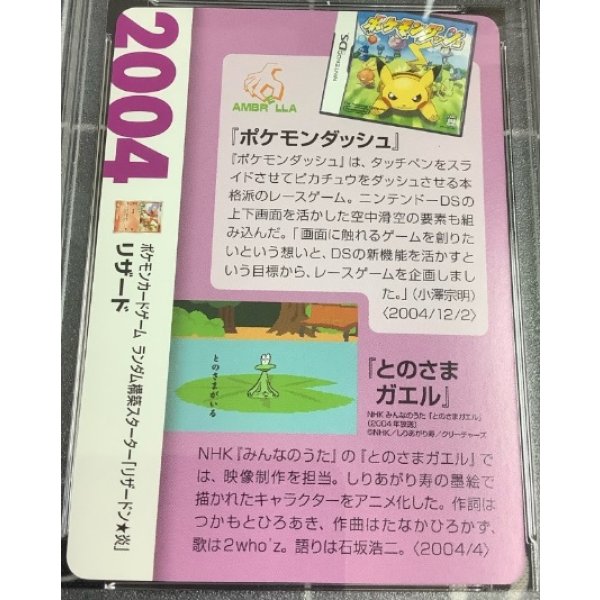 2004
ポケモンカードゲーム ランダム構築スターター「リザードン★炎」
リザード
AMBRELLA
ポケモンダッシュ
『ポケモンダッシュ』
『ポケモンダッシュ』は、タッチペンをスラ
イドさせてピカチュウをダッシュさせる本
格派のレースゲーム。ニンテンドーDSの
上下画面を活かした空中滑空の要素も組
み込んだ。「画面に触れるゲームを創りた
いという想いと、DSの新機能を活かすと
いう目標から、レースゲームを企画しまし
た。」（小澤宗明）
〈2004/12/2〉
とのさまがいる
『とのさま
ガエル』
NHK みんなのうた「とのさまガエル」
（2004年放送）
©NHK／しりあがり寿／クリーチャーズ
NHK『みんなのうた』の『とのさまガエル』で
は、映像制作を担当。しりあがり寿の墨絵で
描かれたキャラクターをアニメ化した。作詞は
つかもとひろあき、作曲はたなかひろかず、
歌は2who'z。語りは石坂浩二。〈2004/4〉